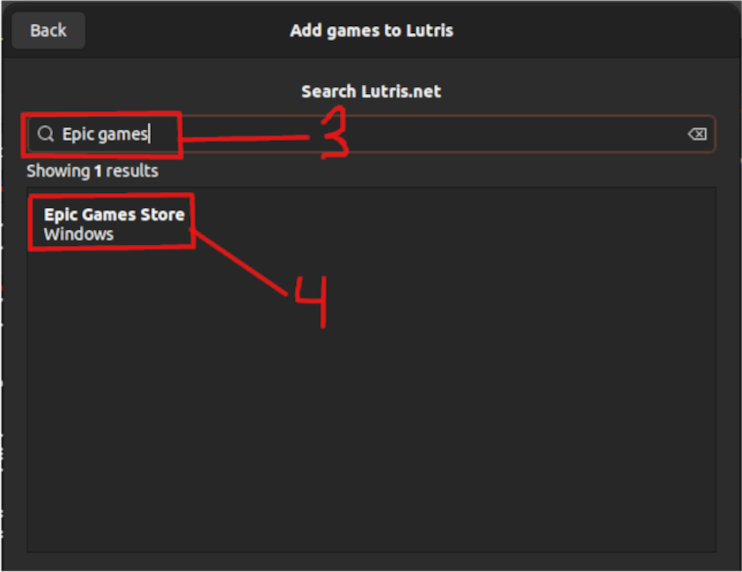 Back
Add games to Lutris
Search Lutris.net
Epic games
3
Showing 1 results
Epic Games Store
Windows
4